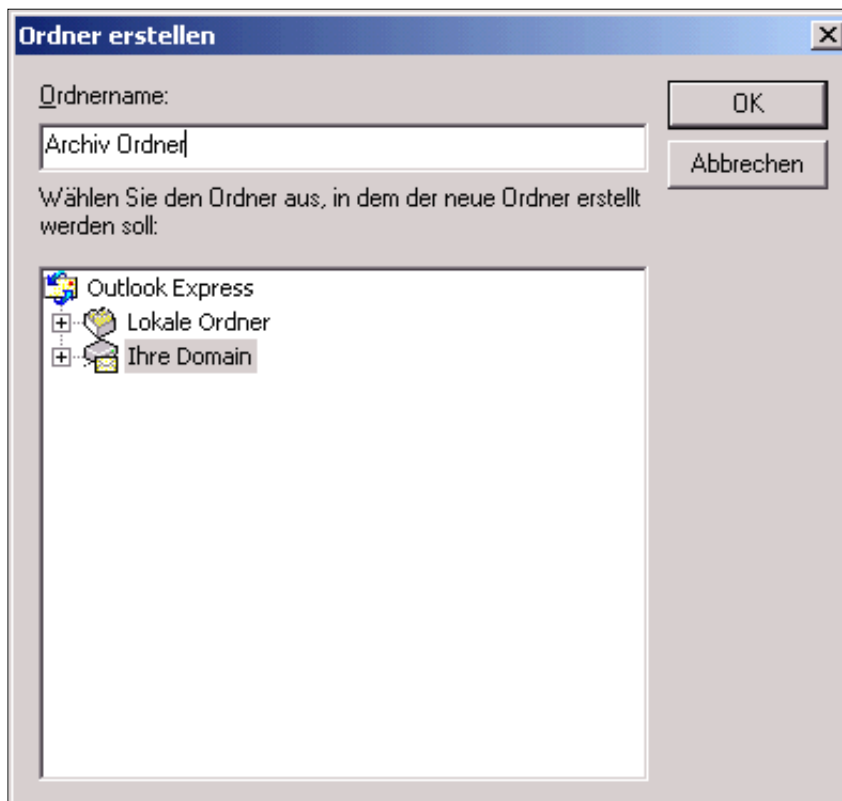 Ordner erstellen
Ordnername:
OK
Archiv Ordner
Abbrechen
Wählen Sie den Ordner aus, in dem der neue Ordner erstellt
werden soll:
Outlook Express
Lokale Ordner
Ihre Domain